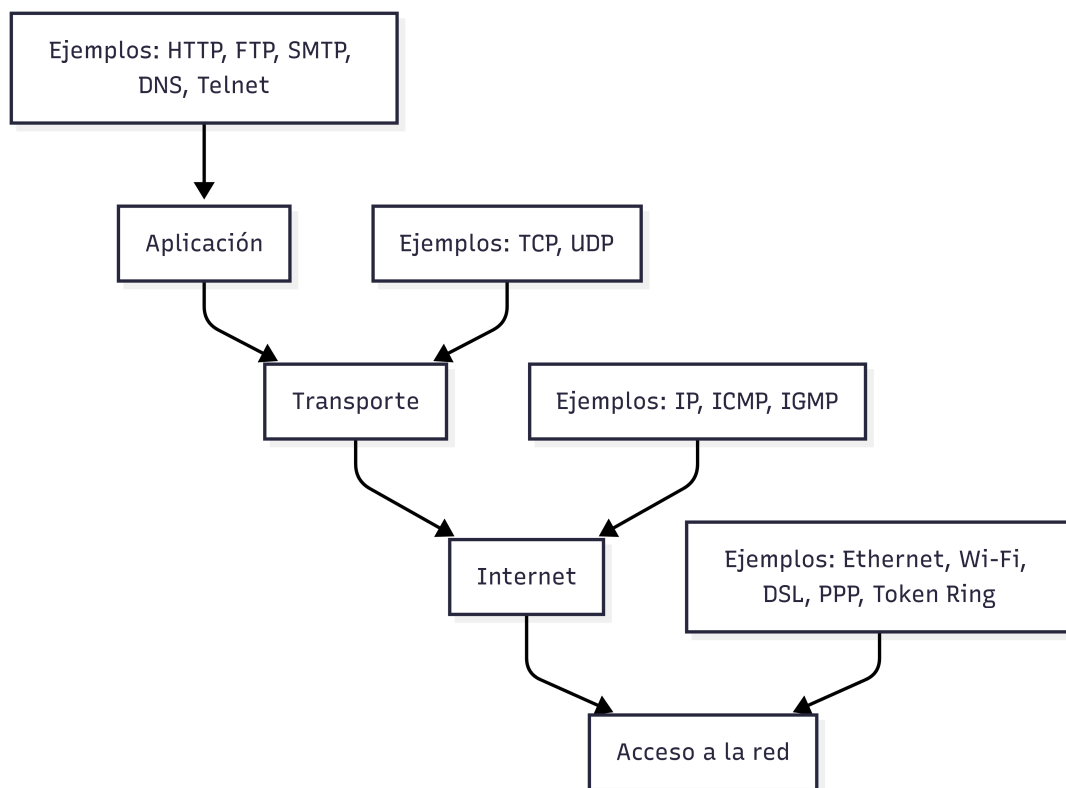 Ejemplos: HTTP, FTP, SMTP,
DNS, Telnet
Aplicación
Ejemplos: TCP, UDP
Transporte
Ejemplos: IP, ICMP, IGMP
Internet
Ejemplos: Ethernet, Wi-Fi,
DSL, PPP, Token Ring
Acceso a la red